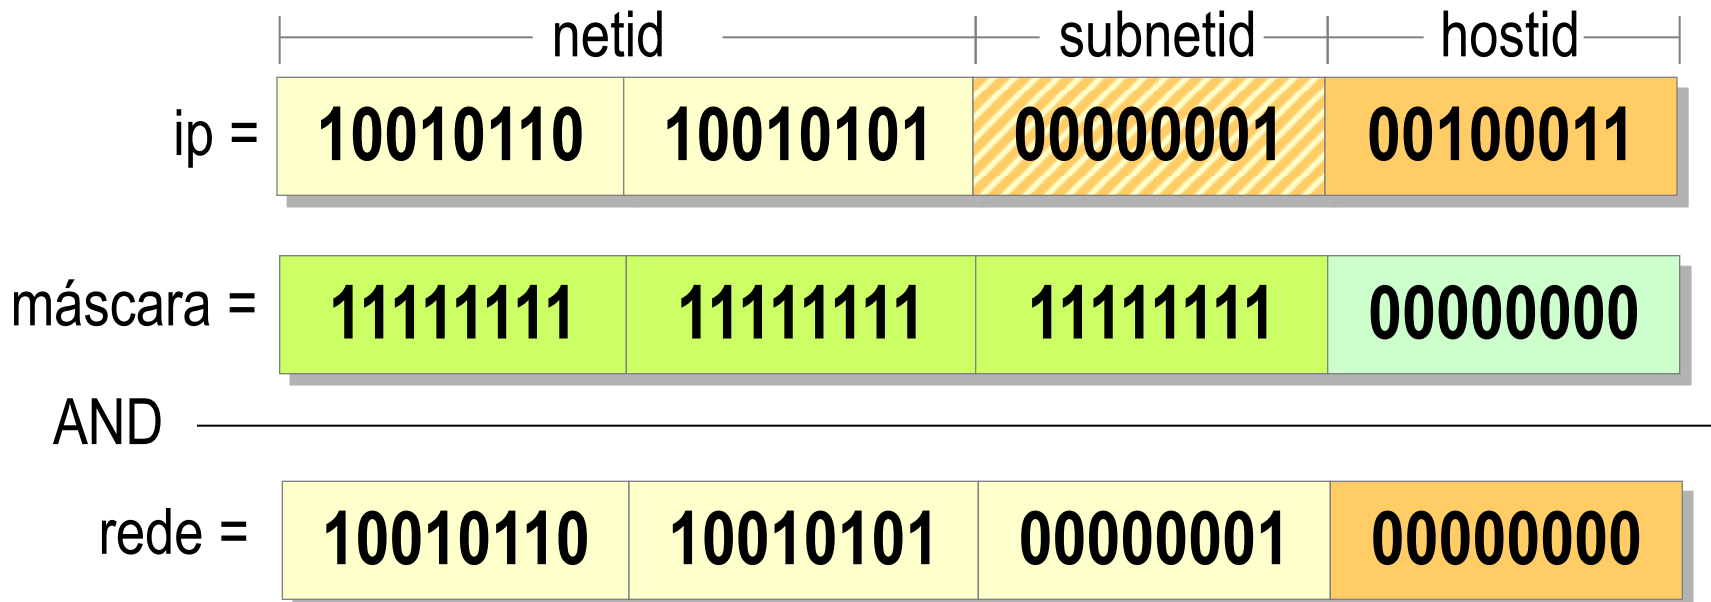 netid subnetid hostid
ip = 10010110 10010101 00000001 00100011
máscara = 11111111 11111111 11111111 00000000
AND
rede = 10010110 10010101 00000001 00000000